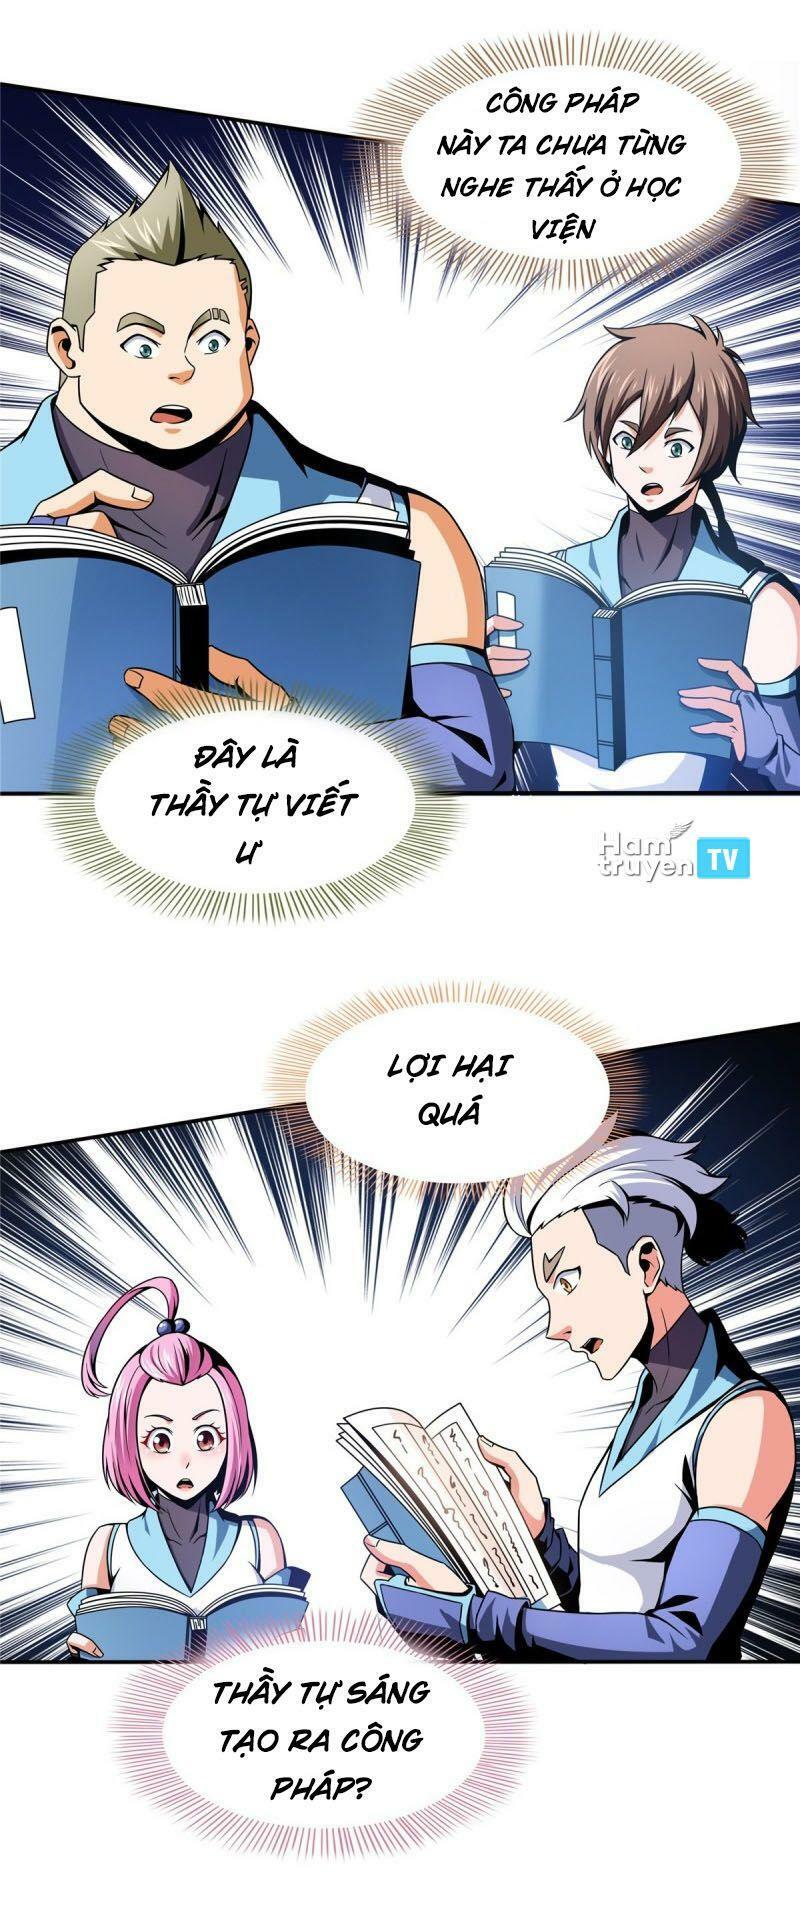 CÔNG PHÁP
NÀY TA CHƯA TỪNG
NGHE THẤY Ở HỌC
VIỆN
ĐÂY LÀ
THẦY TỰ VIẾT
Ư
Ham
truyen TV
LỢI HẠI
QUÁ
THẦY TỰ SÁNG
TẠO RA CÔNG
PHÁP?